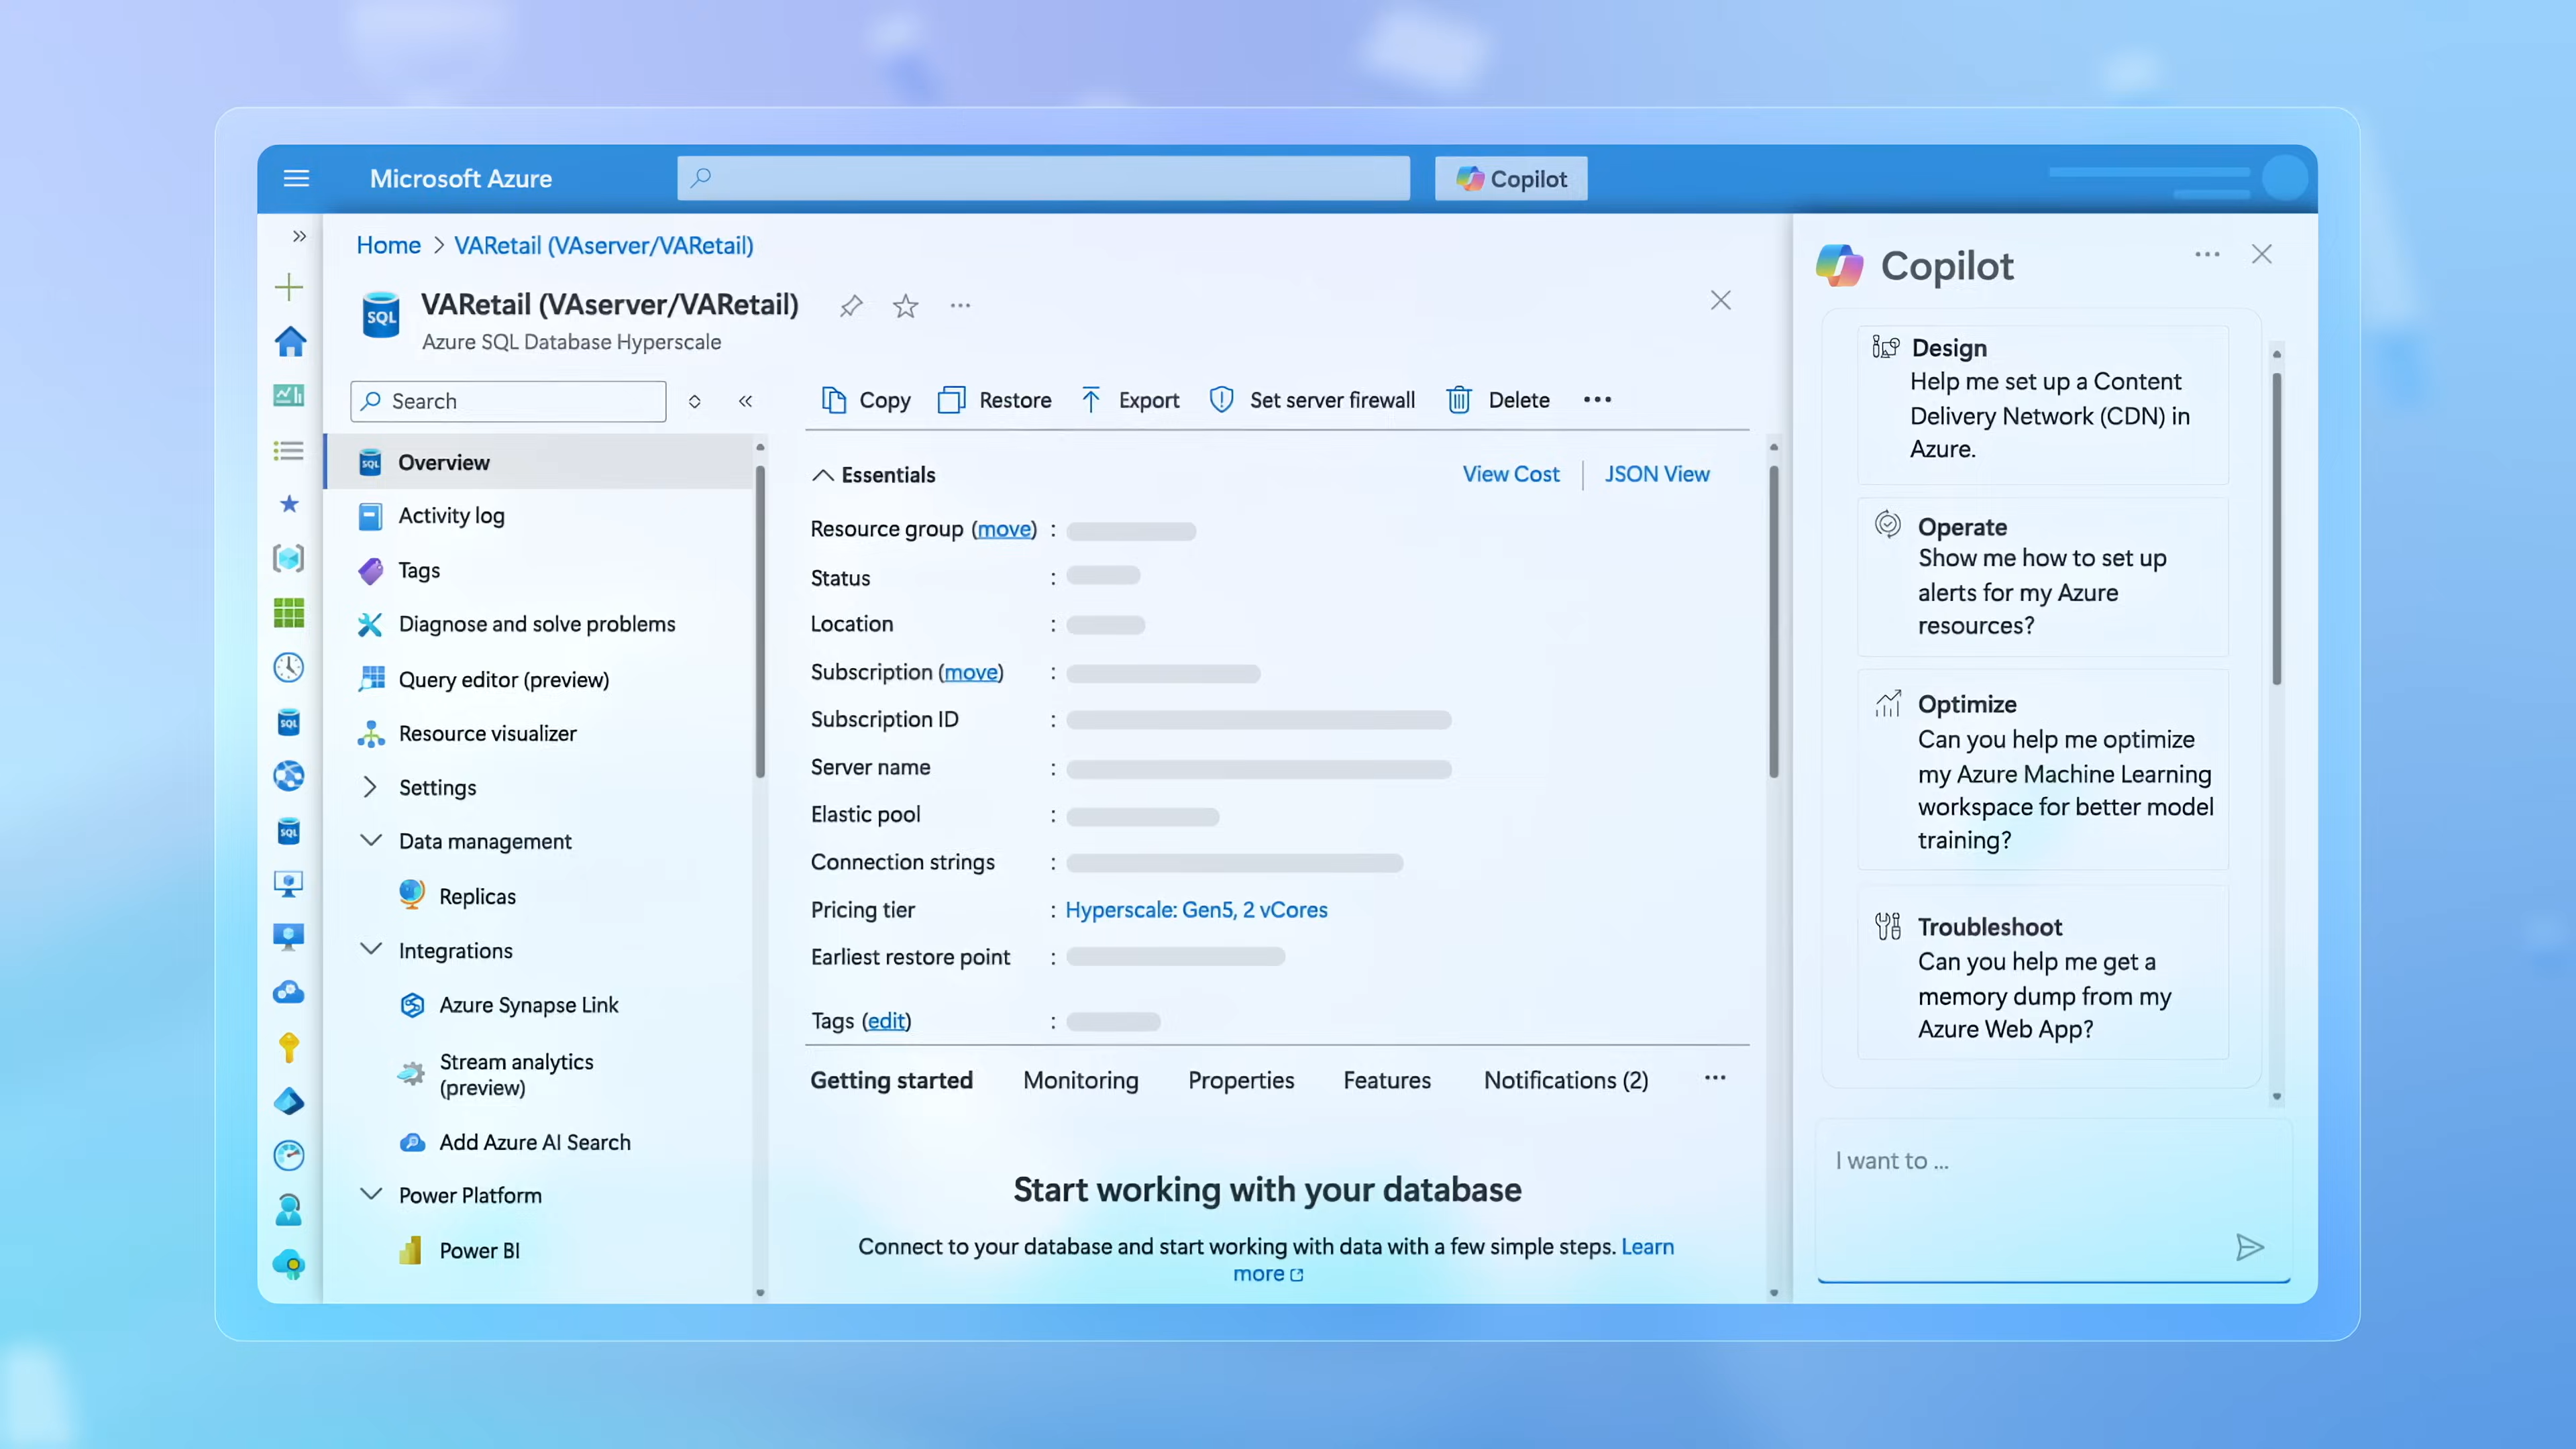 Microsoft Azure
Copilot
Home > VARetail (VAserver/VARetail)
SQL
VARetail (VAserver/VARetail)
Azure SQL Database Hyperscale
Search
Overview
Activity log
Tags
Diagnose and solve problems
Query editor (preview)
Resource visualizer
Settings
Data management
Replicas
Integrations
Azure Synapse Link
Stream analytics
(preview)
Add Azure AI Search
Power Platform
Power BI
SQL
SQL
SQL
Copy
Restore
Export
Set server firewall
Delete
Essentials
View Cost | JSON View
Resource group (move) :
Status :
Location :
Subscription (move) :
Subscription ID :
Server name :
Elastic pool :
Connection strings :
Pricing tier : Hyperscale: Gen5, 2 vCores
Earliest restore point :
Tags (edit) :
Getting started
Monitoring
Properties
Features
Notifications (2)
Start working with your database
Connect to your database and start working with data with a few simple steps. Learn
more
Copilot
Design
Help me set up a Content
Delivery Network (CDN) in
Azure.
Operate
Show me how to set up
alerts for my Azure
resources?
Optimize
Can you help me optimize
my Azure Machine Learning
workspace for better model
training?
Troubleshoot
Can you help me get a
memory dump from my
Azure Web App?
I want to ...